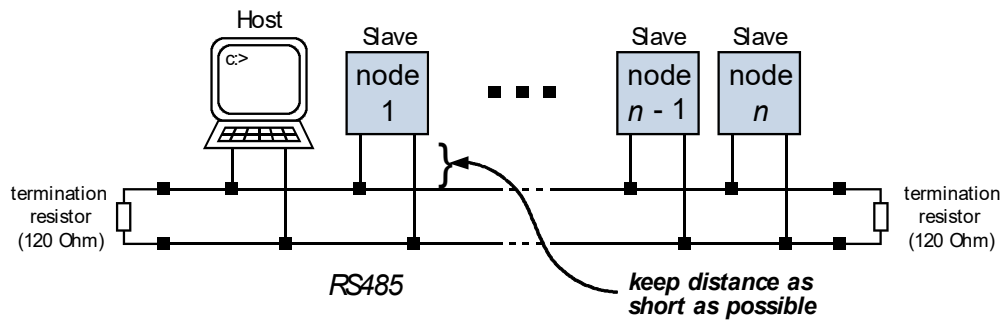 Host
c:>
Slave
node
1
Slave
node
n - 1
Slave
node
n
termination
resistor
(120 Ohm)
termination
resistor
(120 Ohm)
RS485
keep distance as
short as possible